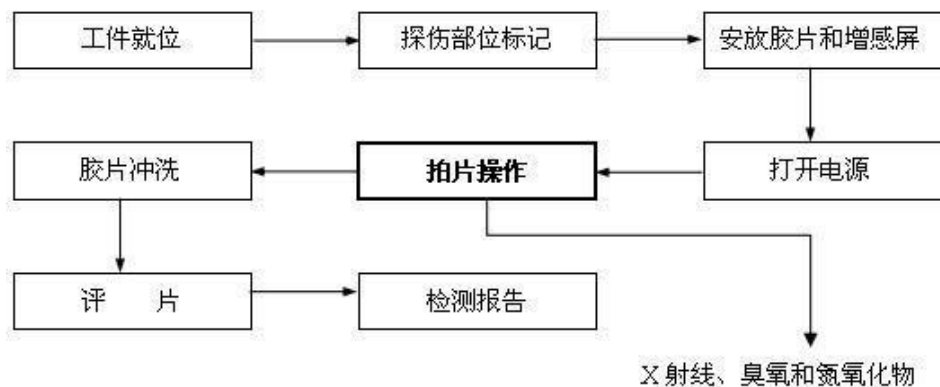 工件就位
探伤部位标记
安放胶片和增感屏
打开电源
拍片操作
胶片冲洗
评 片
检测报告
X射线、臭氧和氮氧化物